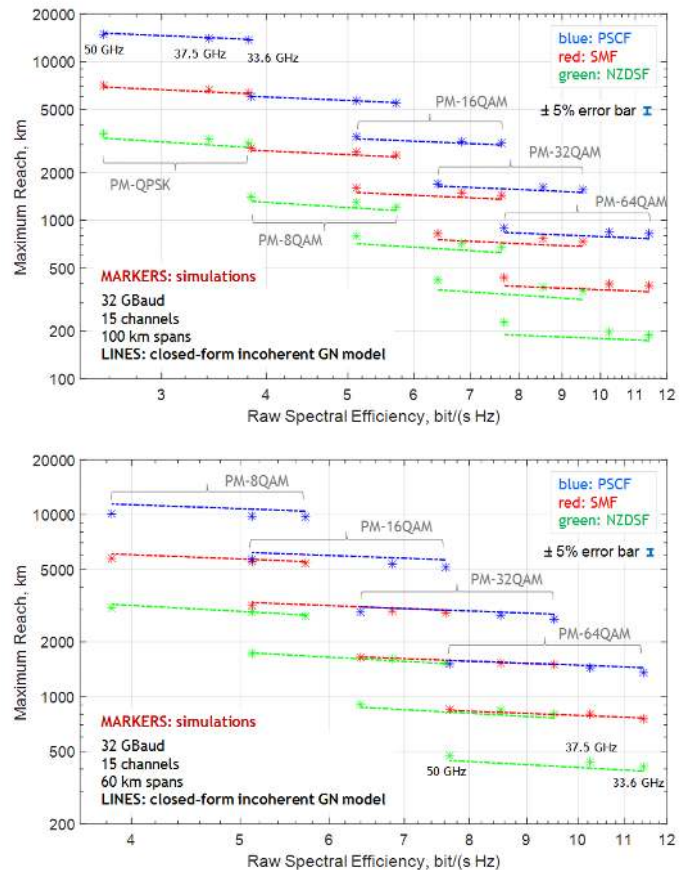 20000
10000
5000
2000
1000
500
200
100
Maximum Reach, km
50 GHz
37.5 GHz
33.6 GHz
blue: PSCF
red: SMF
green: NZDSF
± 5% error bar
PM-16QAM
PM-32QAM
PM-64QAM
PM-QPSK
PM-8QAM
MARKERS: simulations
32 GBaud
15 channels
100 km spans
LINES: closed-form incoherent GN model
3 4 5 6 7 8 9 10 11 12
Raw Spectral Efficiency, bit/(s Hz)
20000
10000
5000
2000
1000
500
200
Maximum Reach, km
PM-8QAM
blue: PSCF
red: SMF
green: NZDSF
PM-16QAM
± 5% error bar
PM-32QAM
PM-64QAM
MARKERS: simulations
32 GBaud
15 channels
60 km spans
LINES: closed-form incoherent GN model
50 GHz
37.5 GHz
33.6 GHz
4 5 6 7 8 9 10 11 12
Raw Spectral Efficiency, bit/(s Hz)